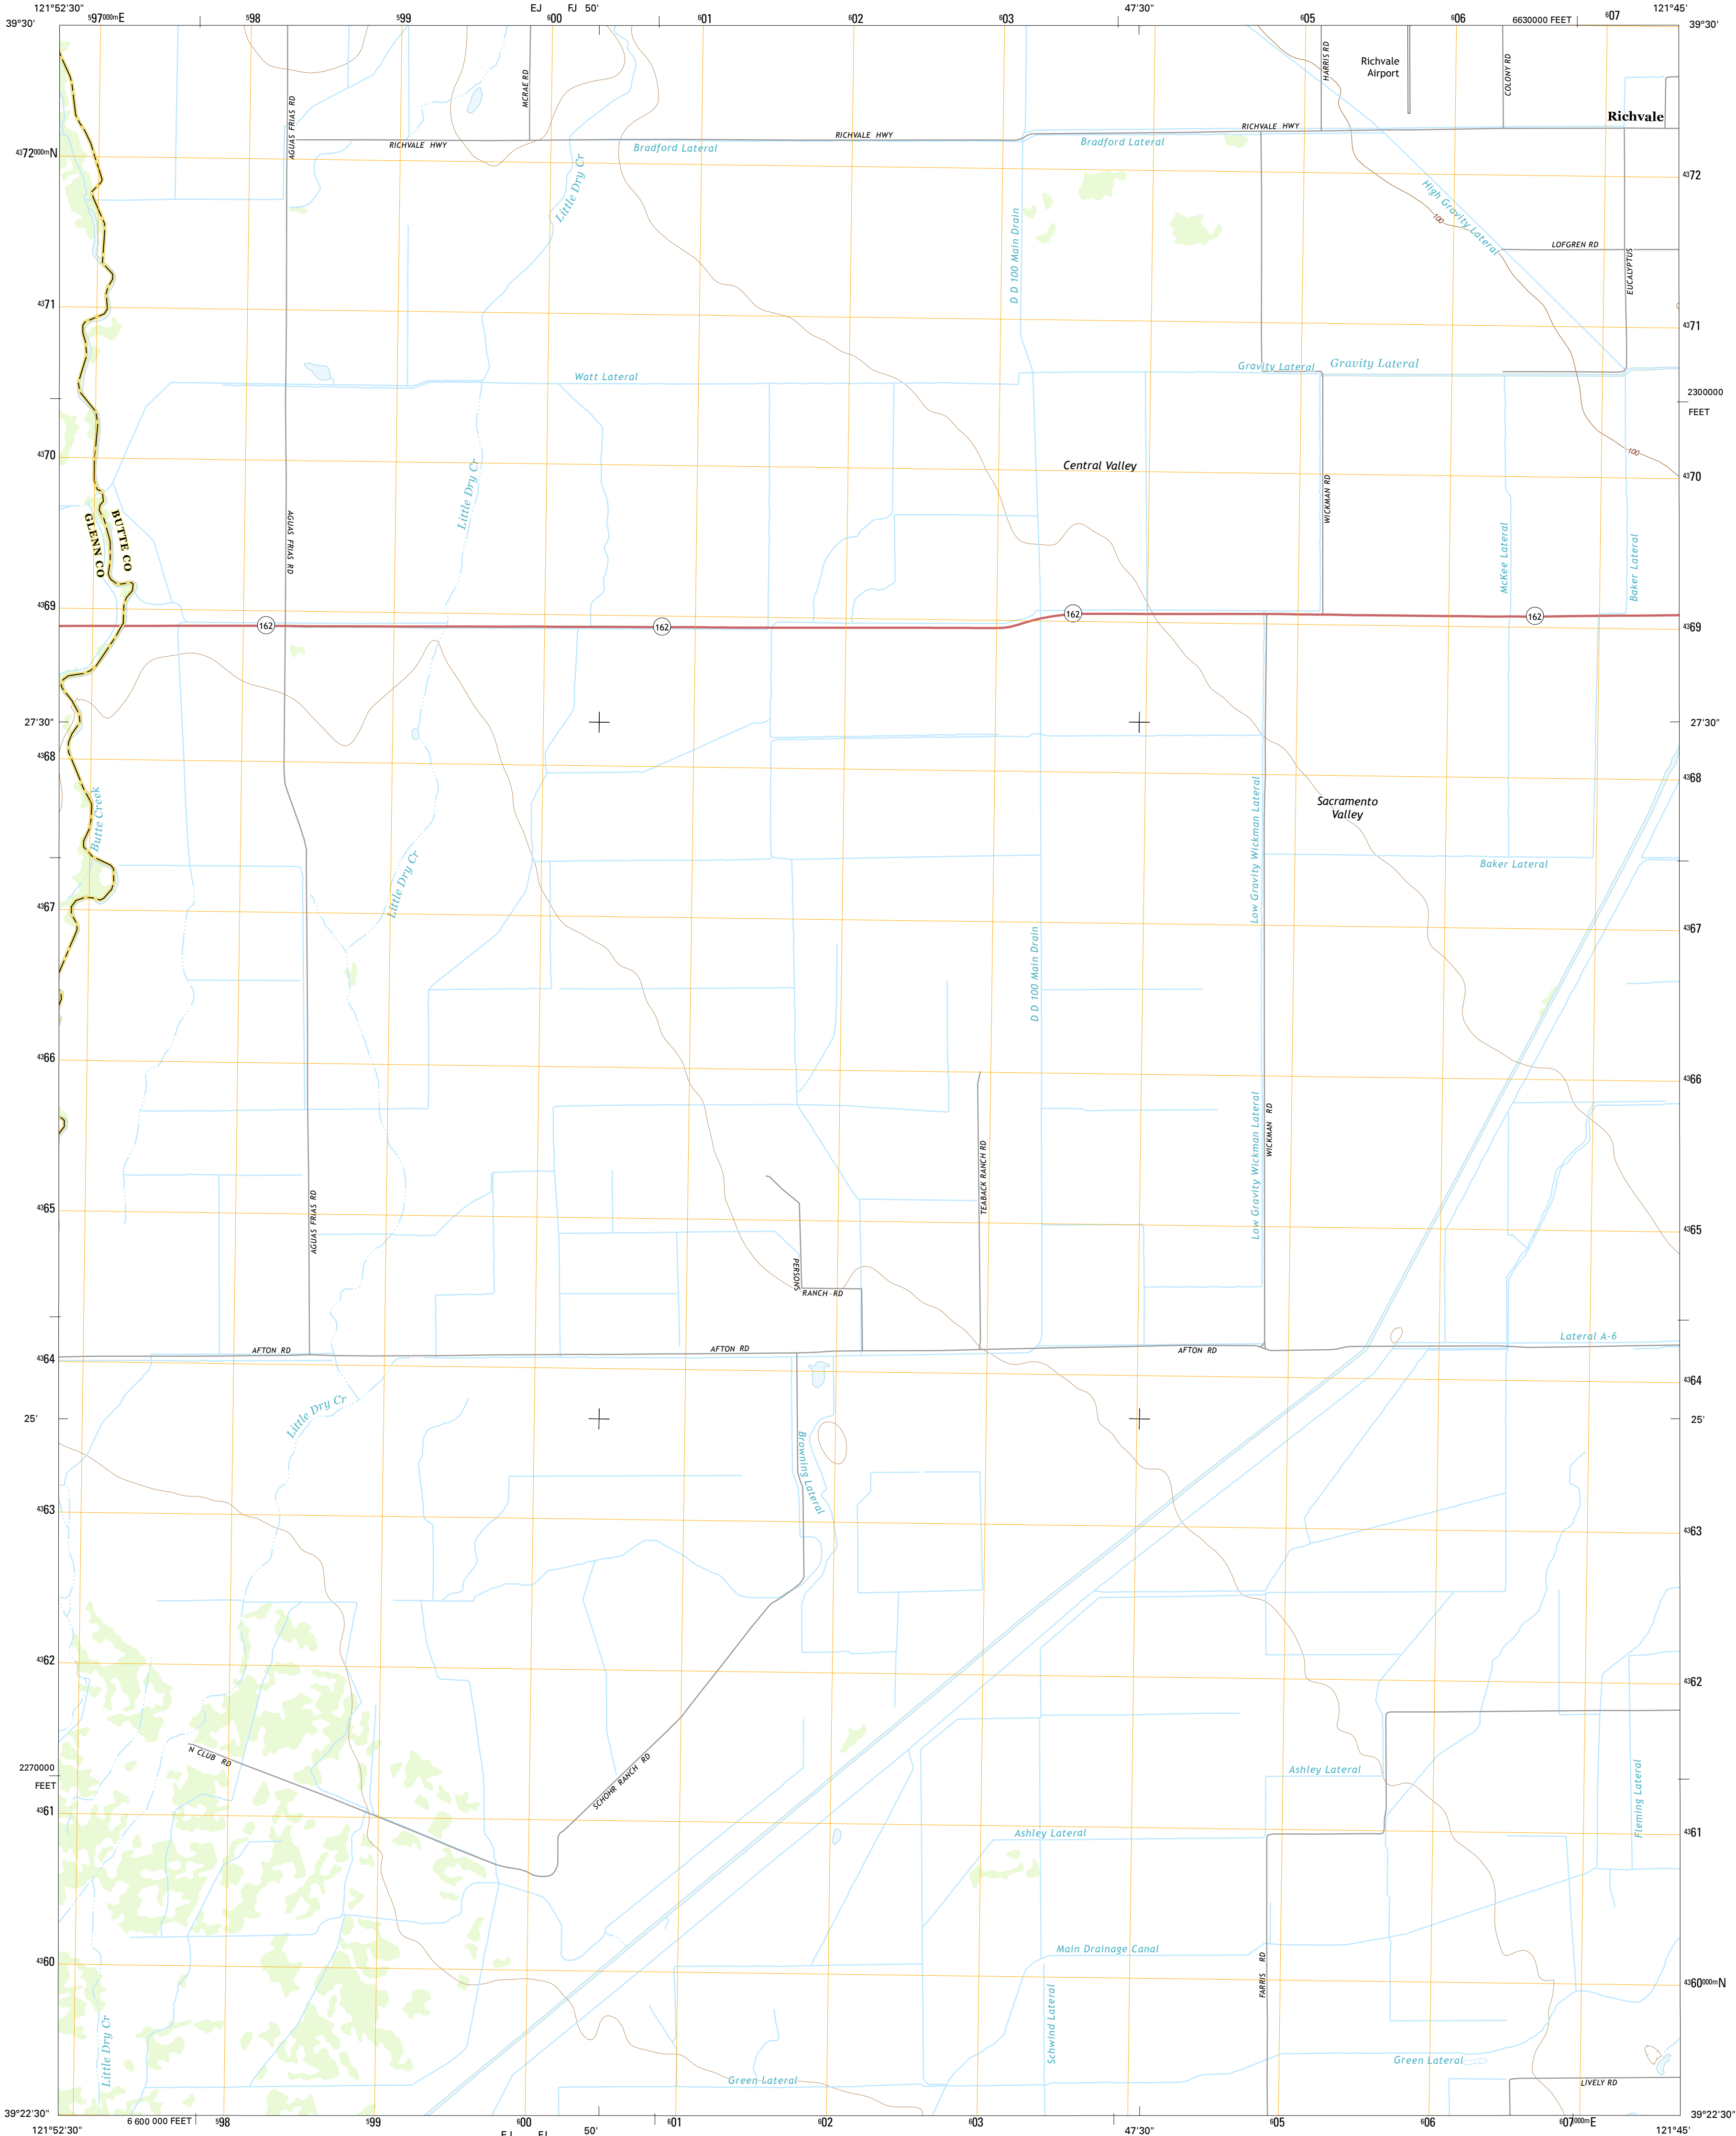 121°52'30"
597000mE
598
599
EJ
FJ
600
50'
601
602
603
47'30"
605
606
6630000 FEET
607
121°45'
39°30'
39°30'
MCRAE RD
HARRIS RD
Richvale
Airport
COLONY RD
Richvale
AGUAS FRIAS RD
RICHVALE HWY
RICHVALE HWY
RICHVALE HWY
Bradford Lateral
Bradford Lateral
4372000mN
4372
Little Dry Cr
High Gravity Lateral
100
D D 100 Main Drain
LOFGREN RD
EUCALYPTUS
4371
4371
Watt Lateral
Gravity Lateral
Gravity Lateral
2300000
FEET
4370
4370
Central Valley
100
Little Dry Cr
WICKMAN RD
McKee Lateral
Baker Lateral
BUTTE CO
GLENN CO
AGUAS FRIAS RD
4369
4369
162
162
162
162
27'30"
27'30"
4368
4368
Butte Creek
Low Gravity Wickman Lateral
Sacramento
Valley
Little Dry Cr
Baker Lateral
4367
4367
D D 100 Main Drain
4366
4366
TEABACK RANCH RD
Low Gravity Wickman Lateral
WICKMAN RD
AGUAS FRIAS RD
4365
4365
PERSONS
RANCH RD
Lateral A-6
AFTON RD
AFTON RD
AFTON RD
4364
4364
Little Dry Cr
25'
25'
Browning Lateral
4363
4363
4362
4362
N CLUB RD
SCHOHR RANCH RD
Ashley Lateral
Fleming Lateral
2270000
FEET
4361
4361
Ashley Lateral
Main Drainage Canal
FARRIS RD
4360
4360000mN
Little Dry Cr
Schwind Lateral
Green Lateral
Green Lateral
LIVELY RD
39°22'30"
39°22'30"
6 600 000 FEET
598
599
600
601
602
603
605
606
607000mE
121°52'30"
50'
47'30"
121°45'